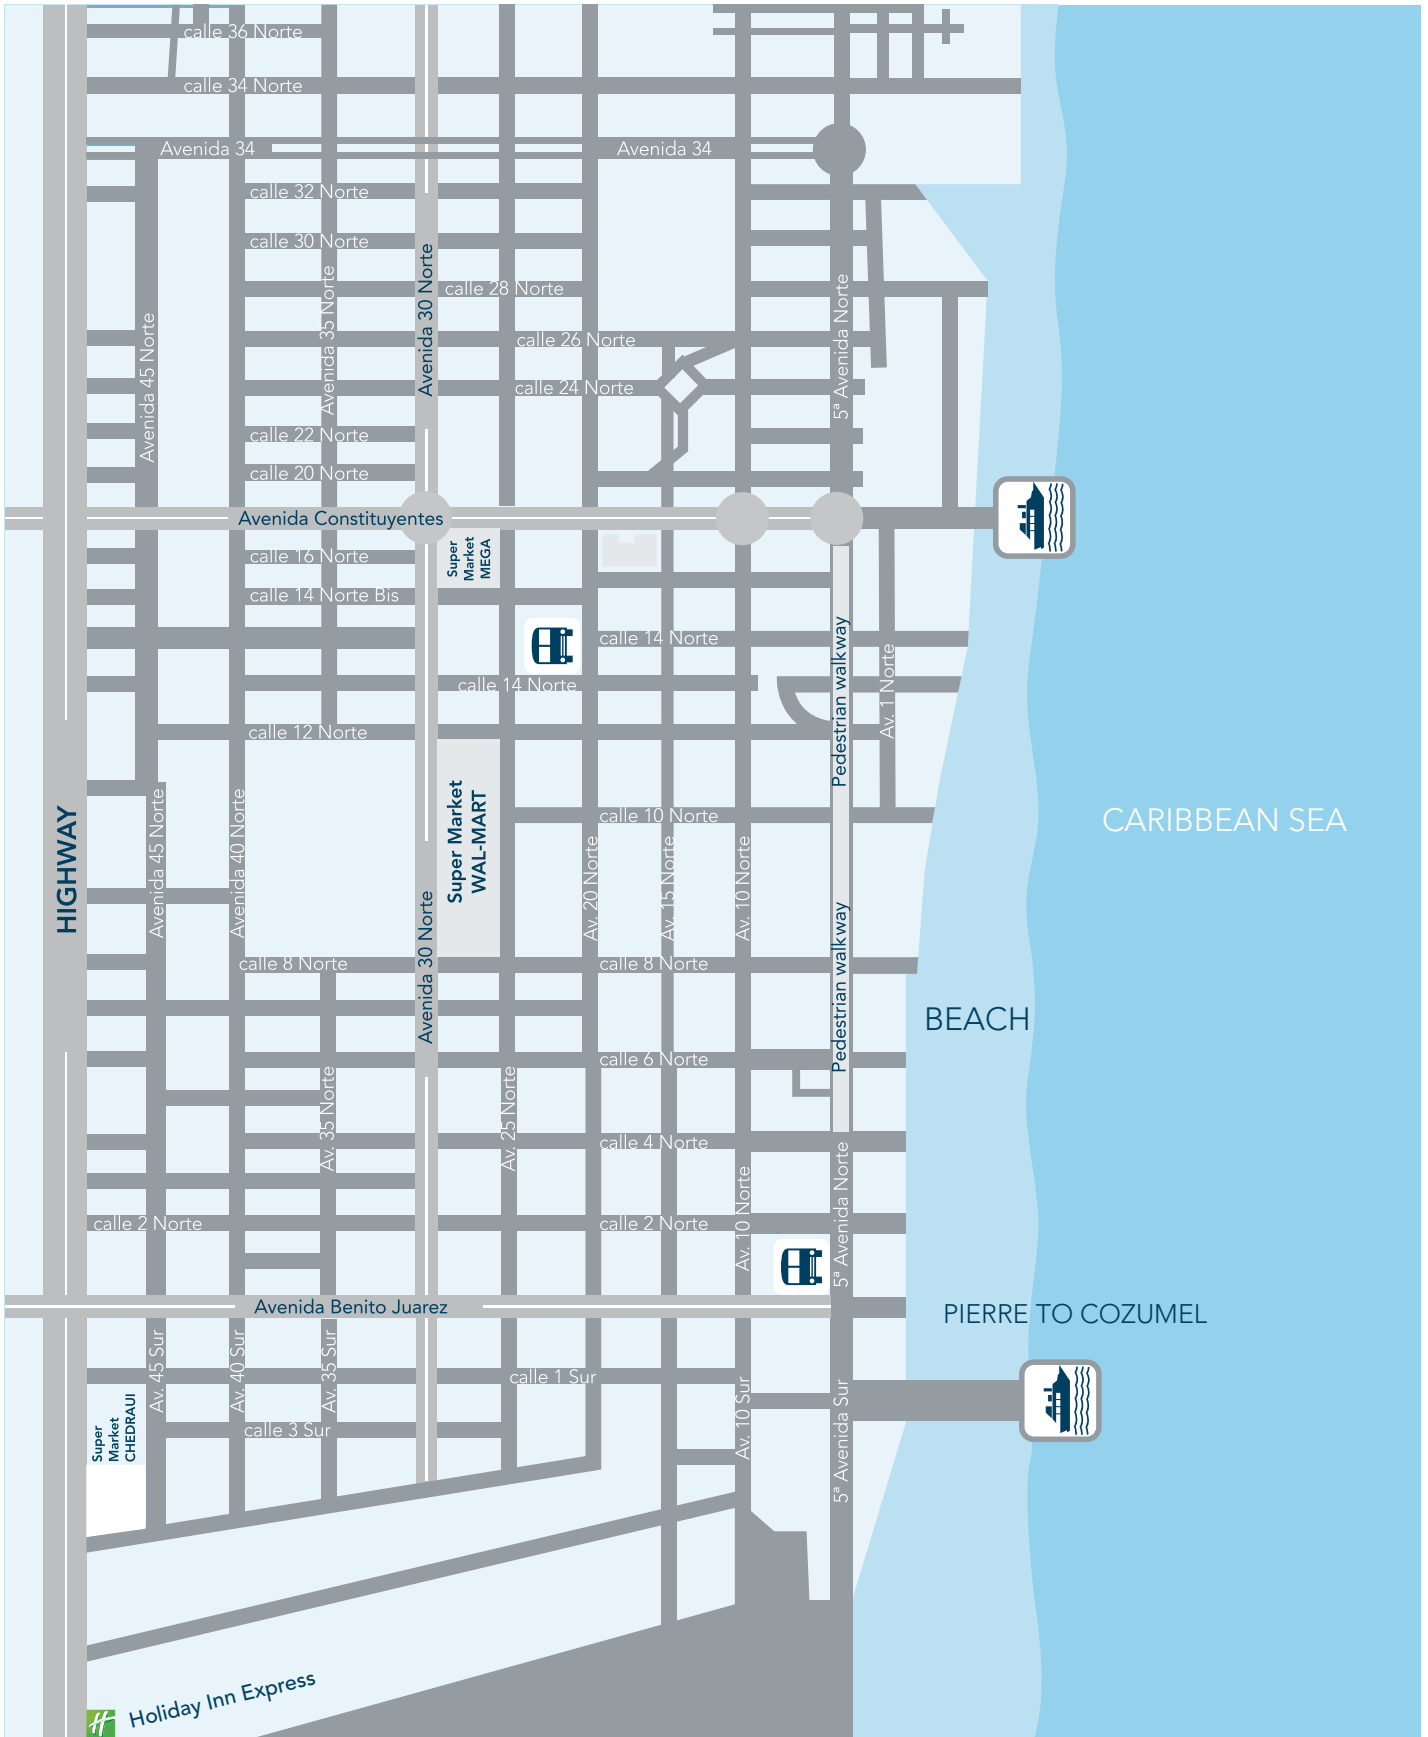 calle 36 Norte
calle 34 Norte
Avenida 34
Avenida 34
calle 32 Norte
calle 30 Norte
calle 28 Norte
calle 26 Norte
calle 24 Norte
calle 22 Norte
calle 20 Norte
Avenida 45 Norte
Avenida 35 Norte
Avenida 30 Norte
5ª Avenida Norte
Avenida Constituyentes
calle 16 Norte
calle 14 Norte Bis
Super
Market
MEGA
calle 14 Norte
calle 14 Norte
calle 12 Norte
Pedestrian walkway
Av. 1 Norte
HIGHWAY
Avenida 45 Norte
Avenida 40 Norte
Super Market
WAL-MART
calle 10 Norte
CARIBBEAN SEA
Avenida 30 Norte
Av. 20 Norte
Av. 15 Norte
Av. 10 Norte
Pedestrian walkway
calle 8 Norte
calle 8 Norte
BEACH
calle 6 Norte
Av. 35 Norte
Av. 25 Norte
calle 4 Norte
Av. 10 Norte
5ª Avenida Norte
calle 2 Norte
calle 2 Norte
Avenida Benito Juarez
PIERRE TO COZUMEL
Av. 45 Sur
Av. 40 Sur
Av. 35 Sur
calle 1 Sur
Av. 10 Sur
5ª Avenida Sur
calle 3 Sur
Super
Market
CHEDRAUI
H
Holiday Inn Express